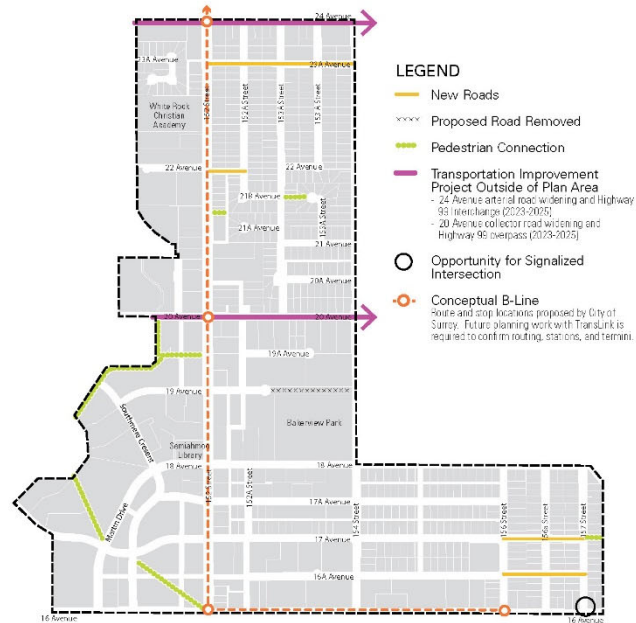 24 Avenue
23A Avenue
23A Avenue
White Rock
Christian
Academy
152 Street
152A Street
153A Street
22 Avenue
22 Avenue
21B Avenue
21A Avenue
21 Avenue
20A Avenue
20 Avenue
20 Avenue
19A Avenue
19 Avenue
Bakerview Park
Southmere Crescent
Semiahmoo
Library
18 Avenue
18 Avenue
152A Street
17A Avenue
Martin Drive
154 Street
156 Street
156a Street
157 Street
17 Avenue
17 Avenue
16A Avenue
16 Avenue
16 Avenue
LEGEND
New Roads
Proposed Road Removed
Pedestrian Connection
Transportation Improvement
Project Outside of Plan Area
- 24 Avenue arterial road widening and Highway
99 Interchange (2023-2025)
- 20 Avenue collector road widening and
Highway 99 overpass (2023-2025)
Opportunity for Signalized
Intersection
Conceptual B-Line
Route and stop locations proposed by City of
Surrey. Future planning work with TransLink is
required to confirm routing, stations, and termini.